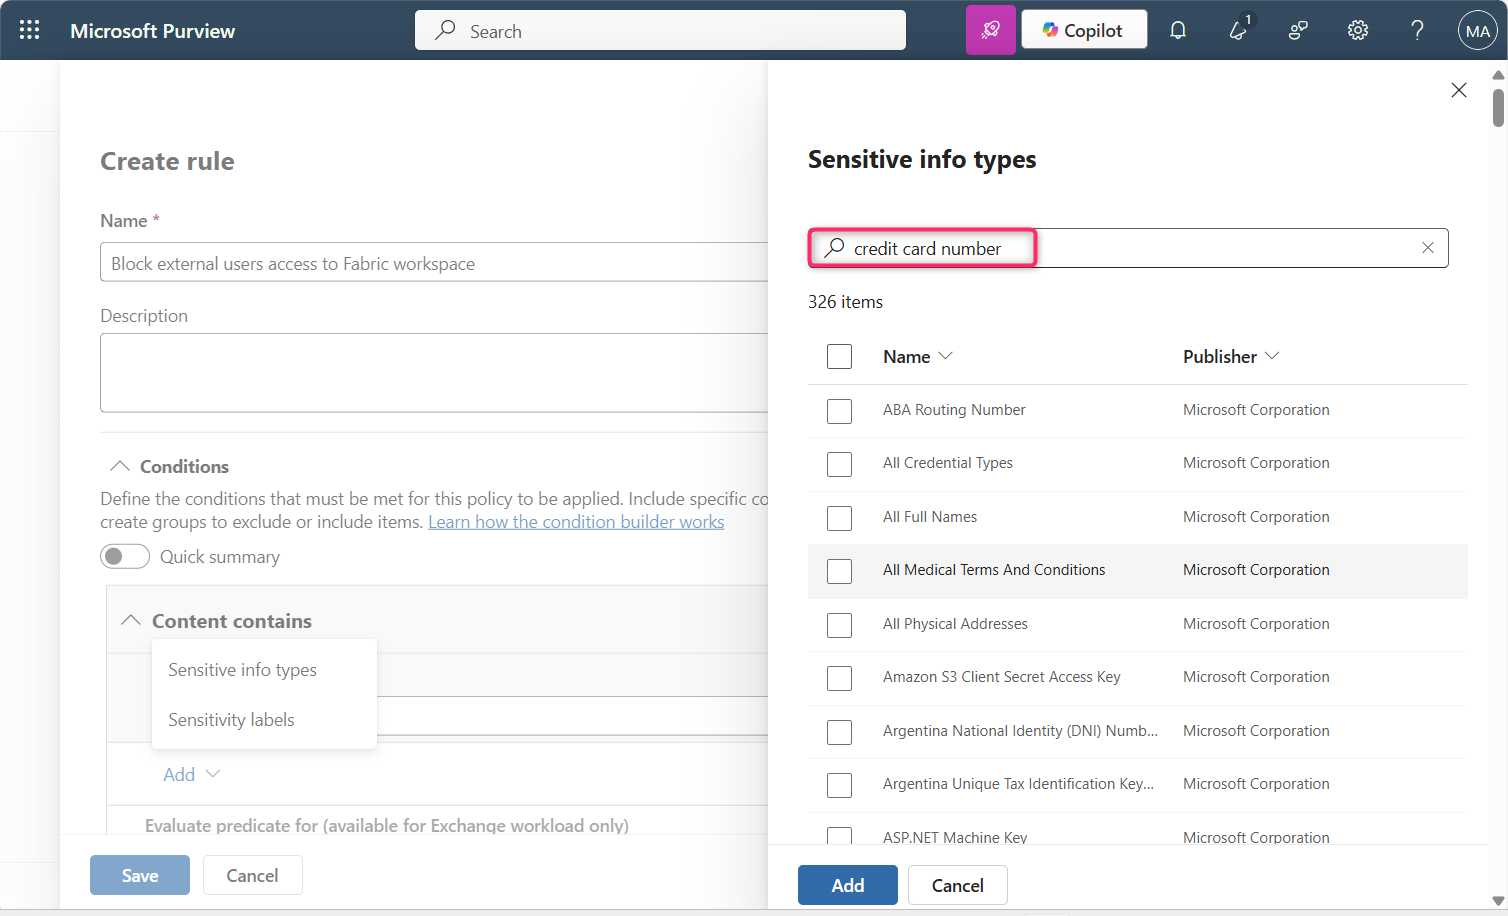 Microsoft Purview
Search
Copilot
1
?
MA
Create rule
Name *
Block external users access to Fabric workspace
Description
Conditions
Define the conditions that must be met for this policy to be applied. Include specific co
create groups to exclude or include items. Learn how the condition builder works
Quick summary
Content contains
Sensitive info types
Sensitivity labels
Add
Evaluate predicate for (available for Exchange workload only)
Save
Cancel
Sensitive info types
credit card number
326 items
Name Publisher
ABA Routing Number Microsoft Corporation
All Credential Types Microsoft Corporation
All Full Names Microsoft Corporation
All Medical Terms And Conditions Microsoft Corporation
All Physical Addresses Microsoft Corporation
Amazon S3 Client Secret Access Key Microsoft Corporation
Argentina National Identity (DNI) Numb... Microsoft Corporation
Argentina Unique Tax Identification Key... Microsoft Corporation
ASP.NET Machine Key Microsoft Corporation
Add
Cancel